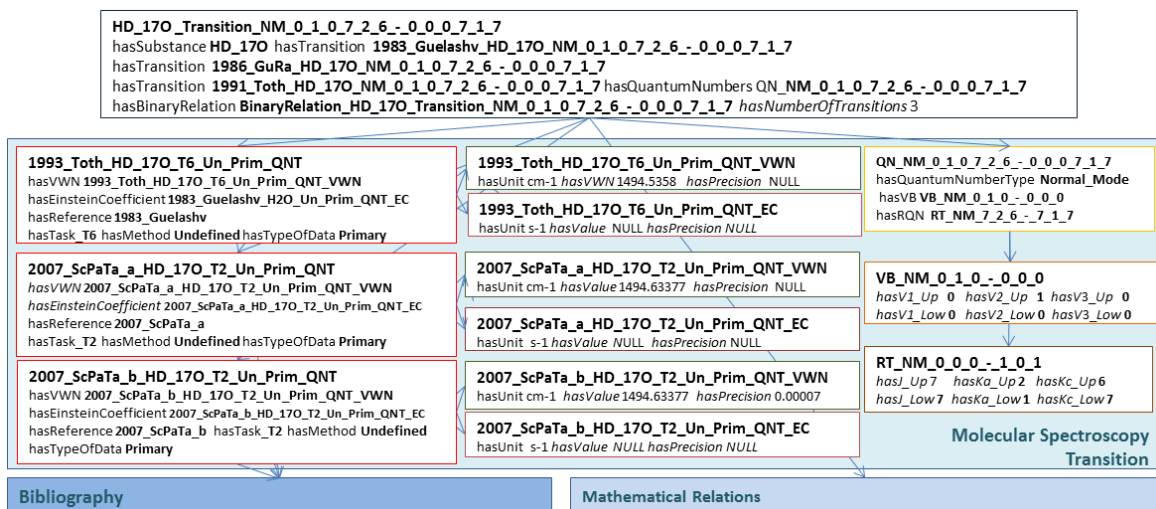 HD_17O _Transition_NM_0_1_0_7_2_6_-_0_0_0_7_1_7
hasSubstance HD_17O hasTransition 1983_Guelashv_HD_17O_NM_0_1_0_7_2_6_-_0_0_0_7_1_7
hasTransition 1986_GuRa_HD_17O_NM_0_1_0_7_2_6_-_0_0_0_7_1_7
hasTransition 1991_Toth_HD_17O_NM_0_1_0_7_2_6_-_0_0_0_7_1_7 hasQuantumNumbers QN_NM_0_1_0_7_2_6_-_0_0_0_7_1_7
hasBinaryRelation BinaryRelation_HD_17O_Transition_NM_0_1_0_7_2_6_-_0_0_0_7_1_7 hasNumberOfTransitions 3
1993_Toth_HD_17O_T6_Un_Prim_QNT
hasVWN 1993_Toth_HD_17O_T6_Un_Prim_QNT_VWN
hasEinsteinCoefficient 1983_Guelashv_H2O_Un_Prim_QNT_EC
hasReference 1983_Guelashv
hasTask_T6 hasMethod Undefined hasTypeOfData Primary
2007_ScPaTa_a_HD_17O_T2_Un_Prim_QNT
hasVWN 2007_ScPaTa_a_HD_17O_T2_Un_Prim_QNT_VWN
hasEinsteinCoefficient 2007_ScPaTa_a_HD_17O_T2_Un_Prim_QNT_EC
hasReference 2007_ScPaTa_a
hasTask_T2 hasMethod Undefined hasTypeOfData Primary
2007_ScPaTa_b_HD_17O_T2_Un_Prim_QNT
hasVWN 2007_ScPaTa_b_HD_17O_T2_Un_Prim_QNT_VWN
hasEinsteinCoefficient 2007_ScPaTa_b_HD_17O_T2_Un_Prim_QNT_EC
hasReference 2007_ScPaTa_b hasTask_T2 hasMethod Undefined
hasTypeOfData Primary
1993_Toth_HD_17O_T6_Un_Prim_QNT_VWN
hasUnit cm-1 hasVWN 1494.5358 hasPrecision NULL
1993_Toth_HD_17O_T6_Un_Prim_QNT_EC
hasUnit s-1 hasValue NULL hasPrecision NULL
2007_ScPaTa_a_HD_17O_T2_Un_Prim_QNT_VWN
hasUnit cm-1 hasValue 1494.63377 hasPrecision NULL
2007_ScPaTa_a_HD_17O_T2_Un_Prim_QNT_EC
hasUnit s-1 hasValue NULL hasPrecision NULL
2007_ScPaTa_b_HD_17O_T2_Un_Prim_QNT_VWN
hasUnit cm-1 hasValue 1494.63377 hasPrecision 0.00007
2007_ScPaTa_b_HD_17O_T2_Un_Prim_QNT_EC
hasUnit s-1 hasValue NULL hasPrecision NULL
QN_NM_0_1_0_7_2_6_-_0_0_0_7_1_7
hasQuantumNumberType Normal_Mode
hasVB VB_NM_0_1_0_-_0_0_0
hasRQN RT_NM_7_2_6_-_7_1_7
VB_NM_0_1_0_-_0_0_0
hasV1_Up 0 hasV2_Up 1 hasV3_Up 0
hasV1_Low 0 hasV2_Low 0 hasV3_Low 0
RT_NM_0_0_0_-_1_0_1
hasJ_Up 7 hasKa_Up 2 hasKc_Up 6
hasJ_Low 7 hasKa_Low 1 hasKc_Low 7
Molecular Spectroscopy
Transition
Bibliography
Mathematical Relations